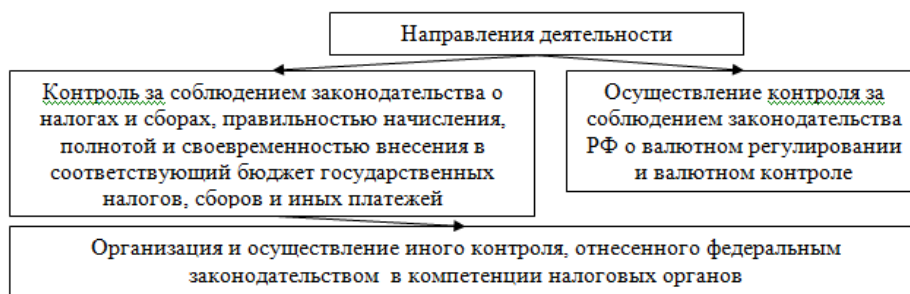 Направления деятельности
Контроль за соблюдением законодательства о
налогах и сборах, правильностью начисления,
полнотой и своевременностью внесения в
соответствующий бюджет государственных
налогов, сборов и иных платежей
Осуществление контроля за
соблюдением законодательства
РФ о валютном регулировании
и валютном контроле
Организация и осуществление иного контроля, отнесенного федеральным
законодательством в компетенции налоговых органов